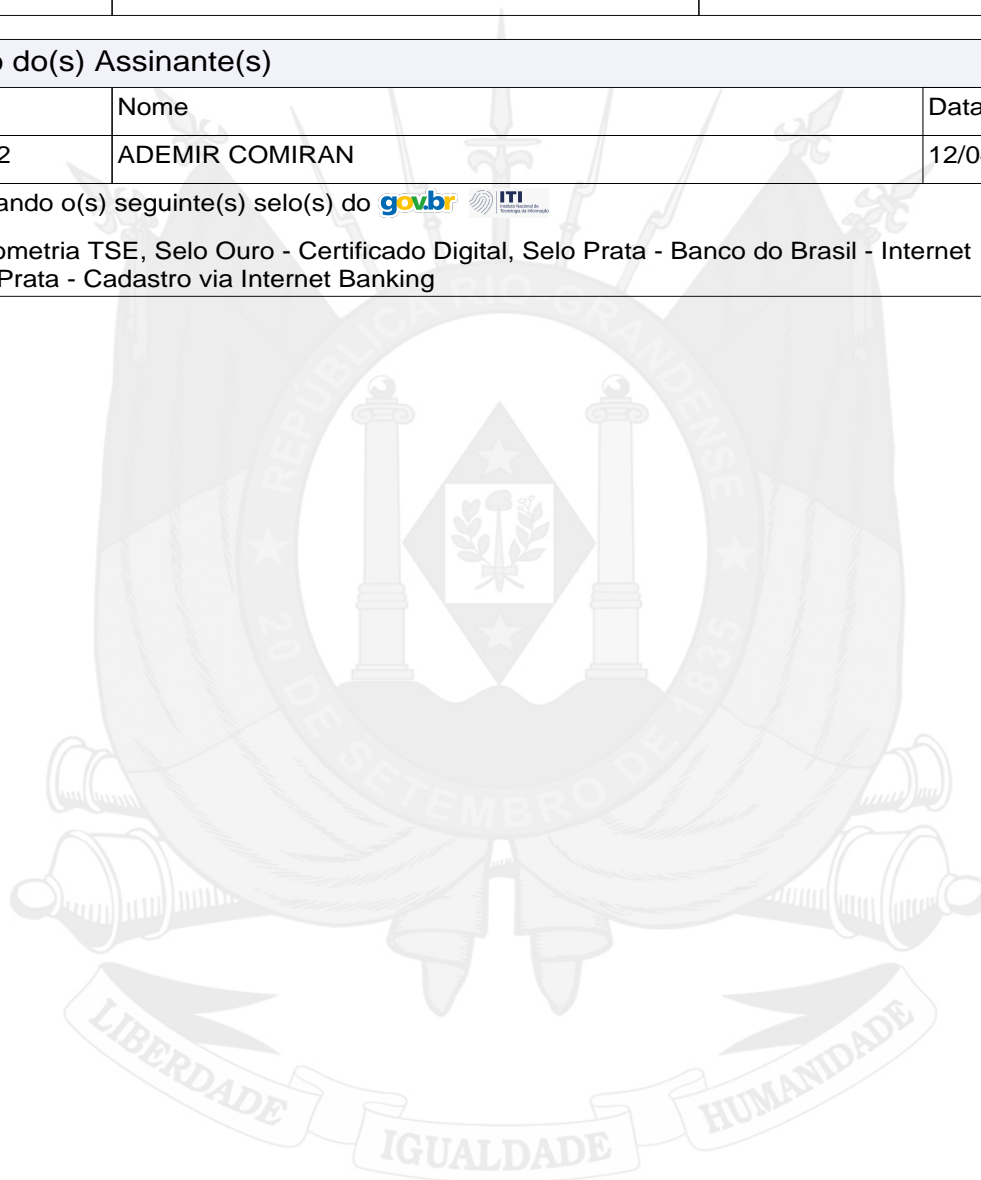 o do(s) Assinante(s)
Nome Data
2 ADEMIR COMIRAN 12/0
ando o(s) seguinte(s) selo(s) do gov.br ITI
ometria TSE, Selo Ouro - Certificado Digital, Selo Prata - Banco do Brasil - Internet
Prata - Cadastro via Internet Banking
REPÚBLICA RIO GRANDENSE
20 DE SETEMBRO DE 1835
LIBERDADE IGUALDADE HUMANIDADE